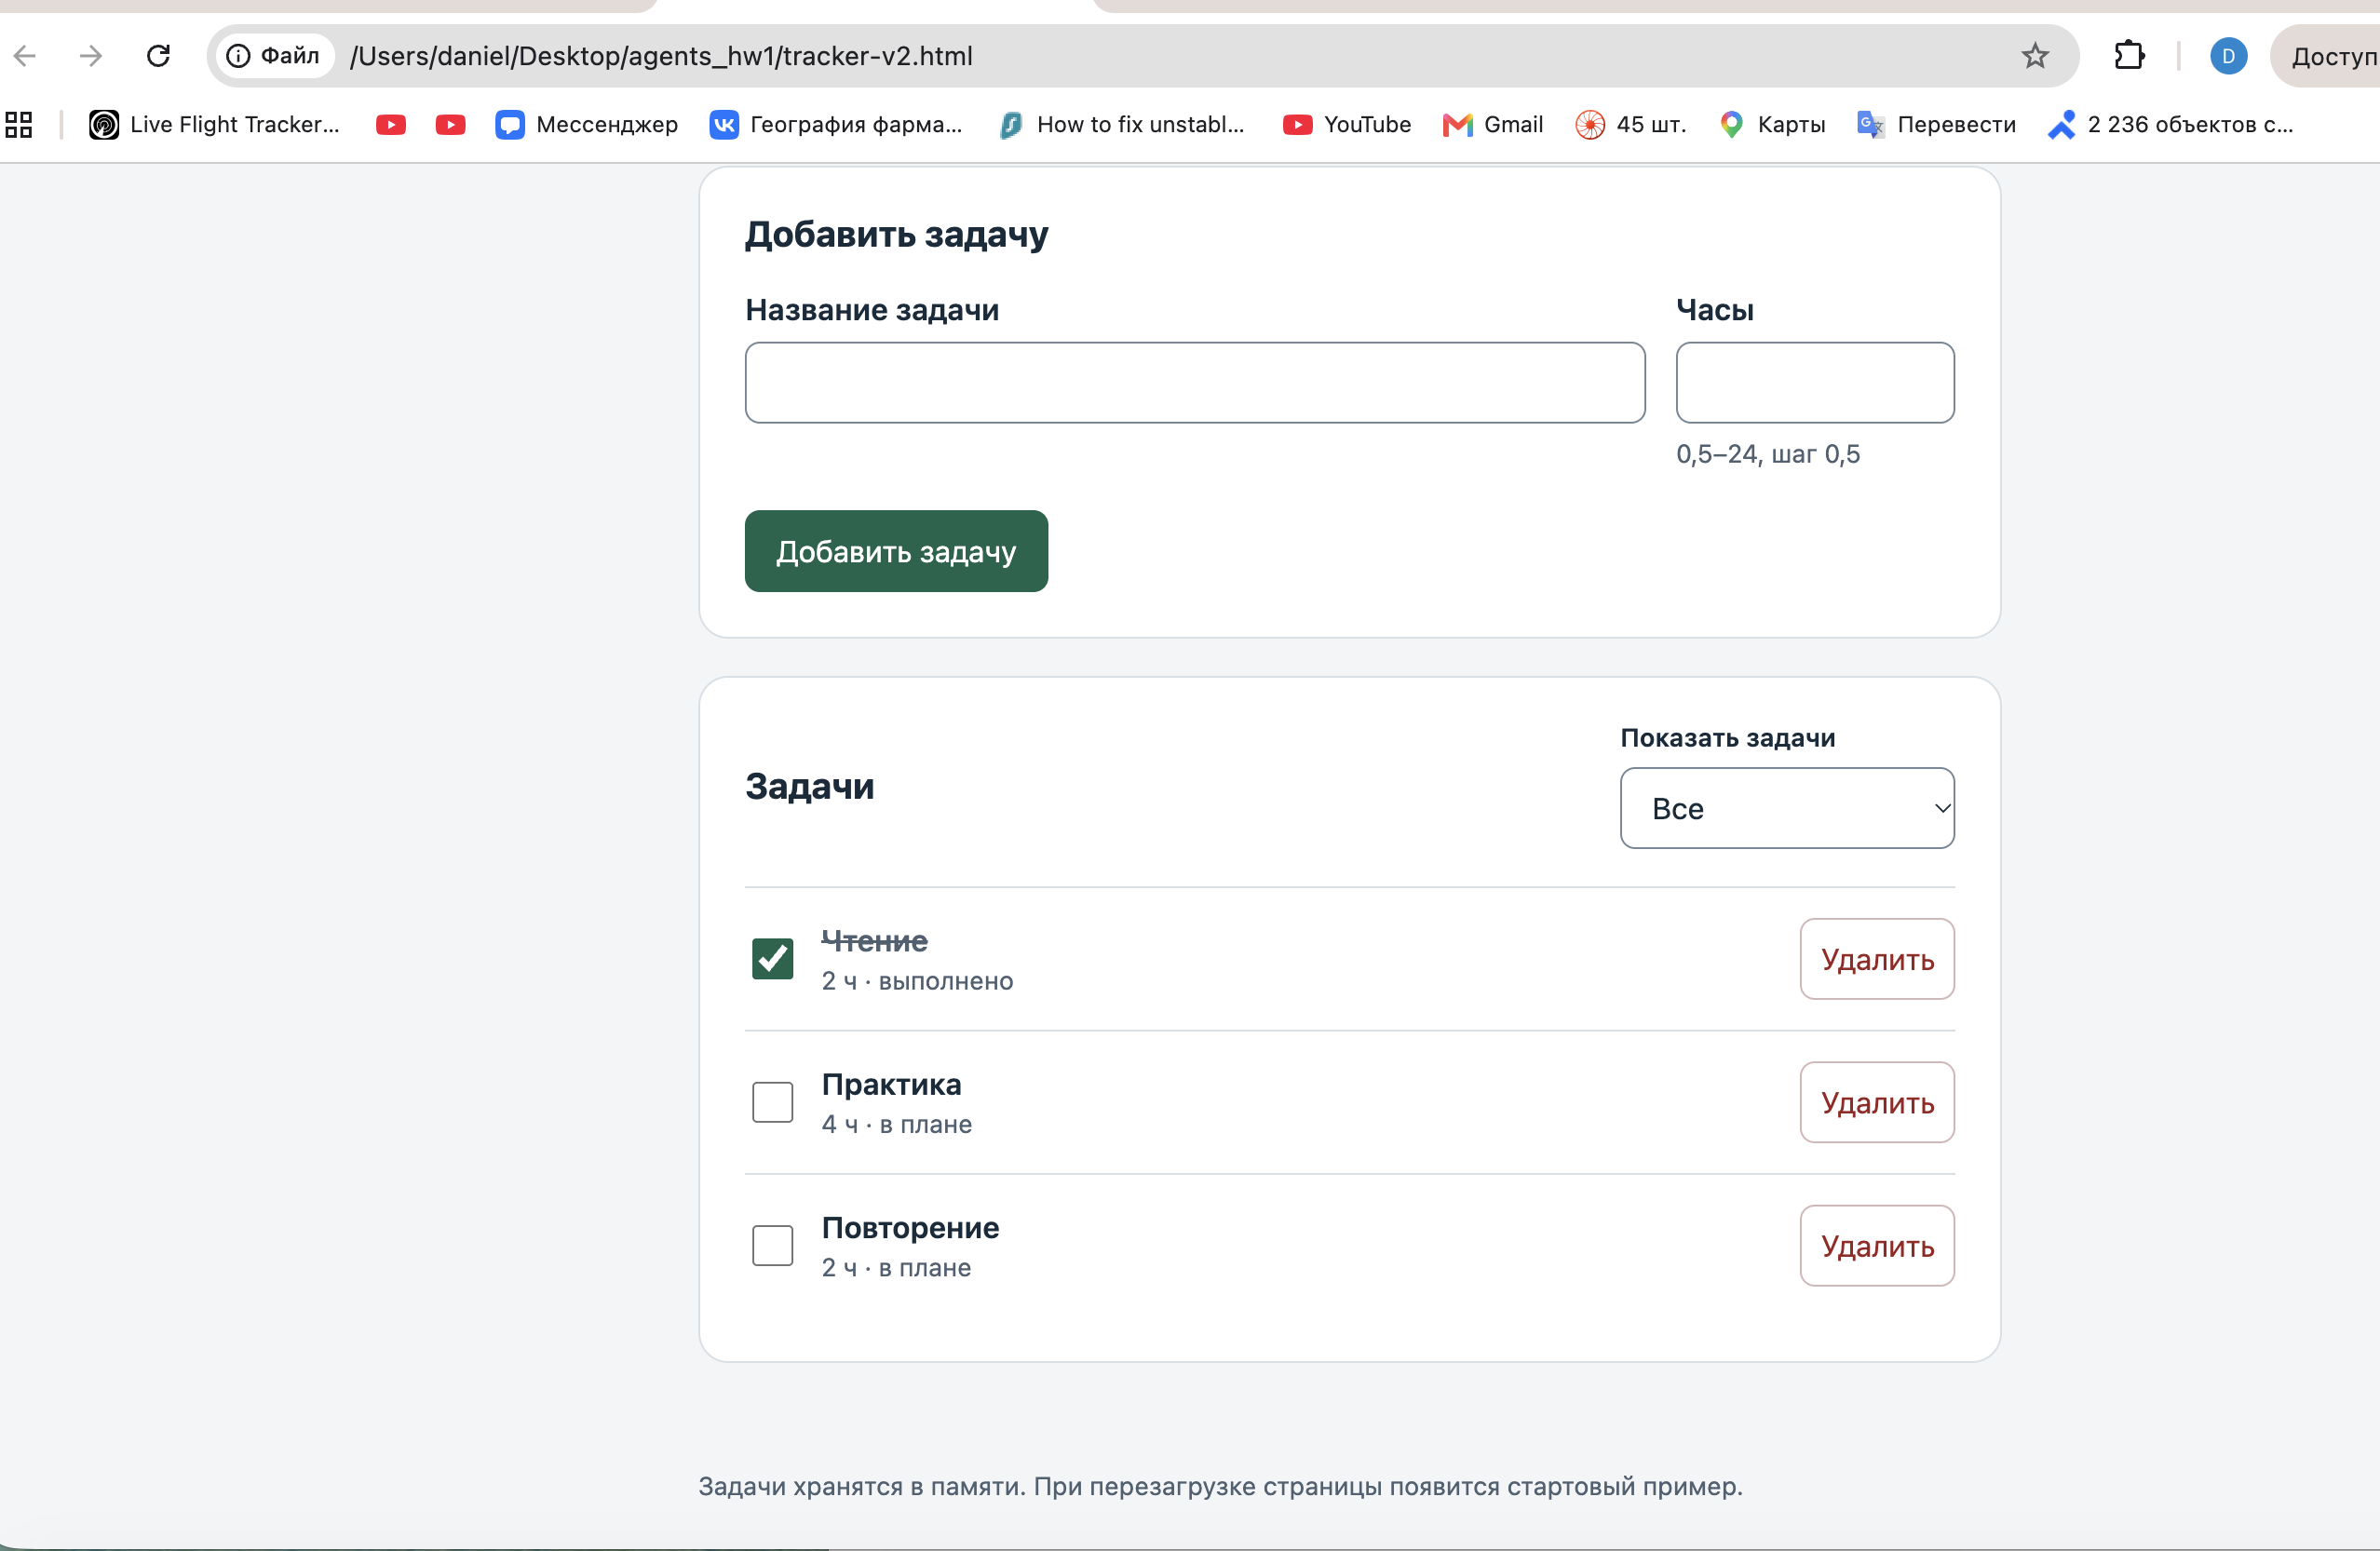 Файл /Users/daniel/Desktop/agents_hw1/tracker-v2.html D Доступ
Live Flight Tracker... Мессенджер География фарма... How to fix unstabl... YouTube Gmail 45 шт. Карты Перевести 2 236 объектов с...
Добавить задачу
Название задачи Часы
0,5–24, шаг 0,5
Добавить задачу
Показать задачи
Задачи
Все
Чтение
2 ч · выполнено
Удалить
Практика
4 ч · в плане
Удалить
Повторение
2 ч · в плане
Удалить
Задачи хранятся в памяти. При перезагрузке страницы появится стартовый пример.